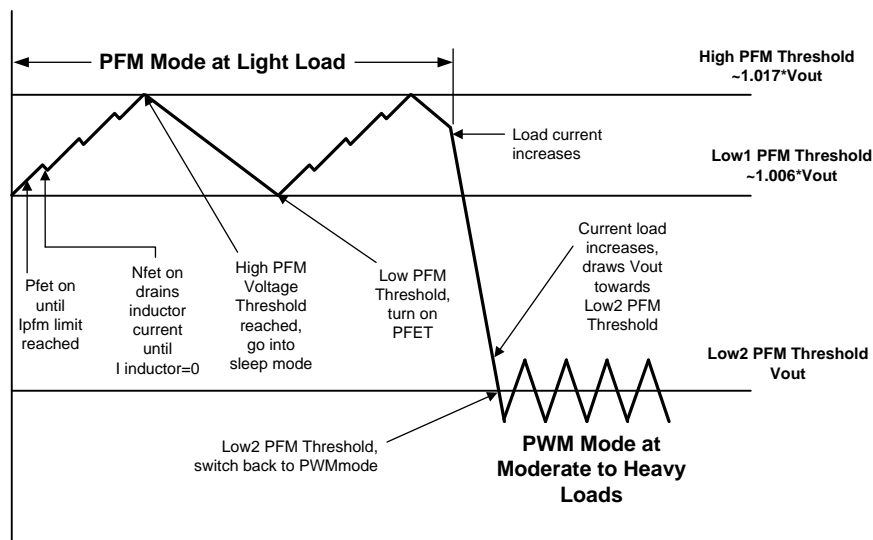 PFM Mode at Light Load
High PFM Threshold
~1.017*Vout
Load current
increases
Low1 PFM Threshold
~1.006*Vout
Pfet on
until
Ipfm limit
reached
Nfet on
drains
inductor
current
until
I inductor=0
High PFM
Voltage
Threshold
reached,
go into
sleep mode
Low PFM
Threshold,
turn on
PFET
Current load
increases,
draws Vout
towards
Low2 PFM
Threshold
Low2 PFM Threshold
Vout
Low2 PFM Threshold,
switch back to PWMmode
PWM Mode at
Moderate to Heavy
Loads